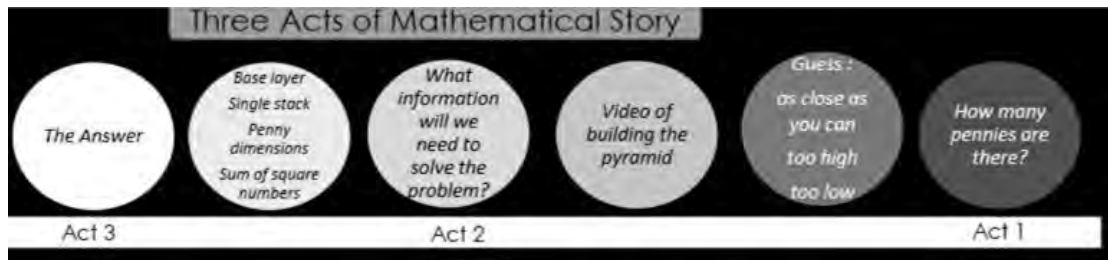 Three Acts of Mathematical Story
The Answer
Base layer
Single stack
Penny
dimensions
Sum of square
numbers
What
information
will we
need to
solve the
problem?
Video of
building the
pyramid
Guess :
as close as
you can
too high
too low
How many
pennies are
there?
Act 3
Act 2
Act 1